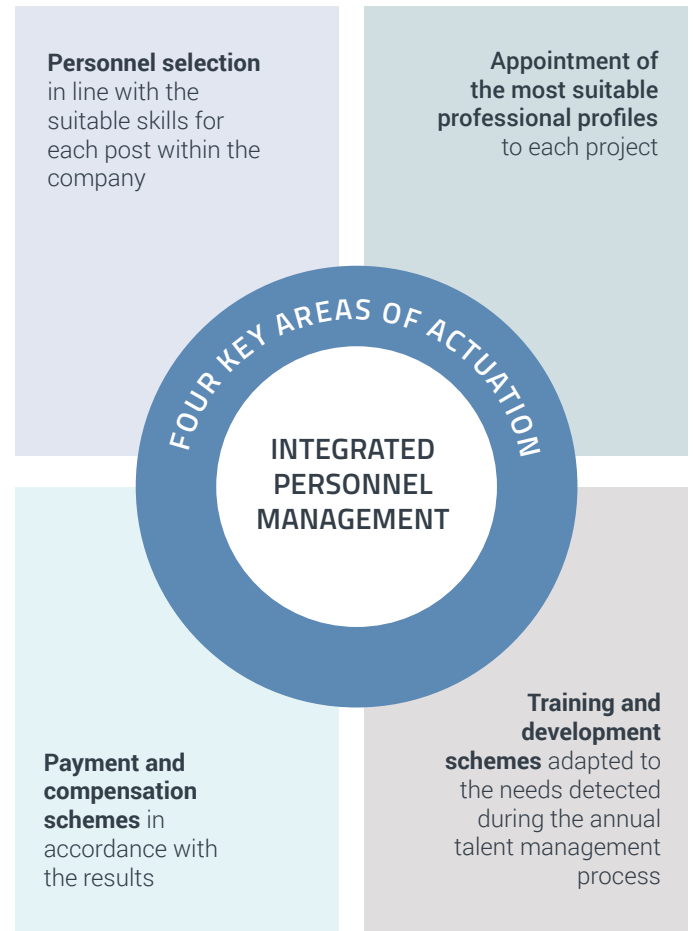 Personnel selection
in line with the
suitable skills for
each post within the
company
Appointment of
the most suitable
professional profiles
to each project
FOUR KEY AREAS OF ACTUATION
INTEGRATED
PERSONNEL
MANAGEMENT
Payment and
compensation
schemes in
accordance with
the results
Training and
development
schemes adapted to
the needs detected
during the annual
talent management
process